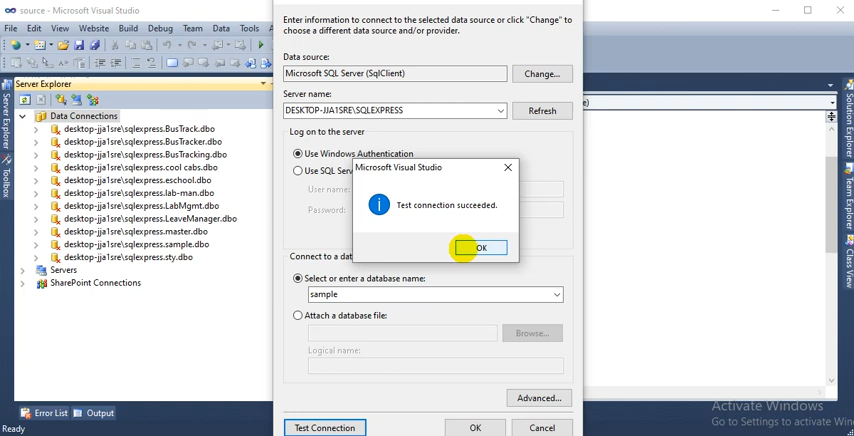 source - Microsoft Visual Studio
File Edit View Website Build Debug Team Data Tools
Server Explorer
Data Connections
desktop-jja1sre\sqlexpress.BusTrack.dbo
desktop-jja1sre\sqlexpress.BusTracker.dbo
desktop-jja1sre\sqlexpress.BusTracking.dbo
desktop-jja1sre\sqlexpress.cool cabs.dbo
desktop-jja1sre\sqlexpress.eschool.dbo
desktop-jja1sre\sqlexpress.lab-man.dbo
desktop-jja1sre\sqlexpress.LabMgmt.dbo
desktop-jja1sre\sqlexpress.LeaveManager.dbo
desktop-jja1sre\sqlexpress.master.dbo
desktop-jja1sre\sqlexpress.sample.dbo
desktop-jja1sre\sqlexpress.sty.dbo
Servers
SharePoint Connections
Server Explorer
Toolbox
Enter information to connect to the selected data source or click "Change" to
choose a different data source and/or provider.
Data source:
Microsoft SQL Server (SqlClient)
Change...
Server name:
DESKTOP-JJA1SRE\SQLEXPRESS
Refresh
Log on to the server
Use Windows Authentication
Use SQL Serv
User name:
Password:
Microsoft Visual Studio
Test connection succeeded.
OK
Connect to a dat
Select or enter a database name:
sample
Attach a database file:
Browse...
Logical name:
Advanced...
Test Connection
OK
Cancel
Solution Explorer
Team Explorer
Class View
Error List Output
Ready
Activate Windows
Go to Settings to activate Win